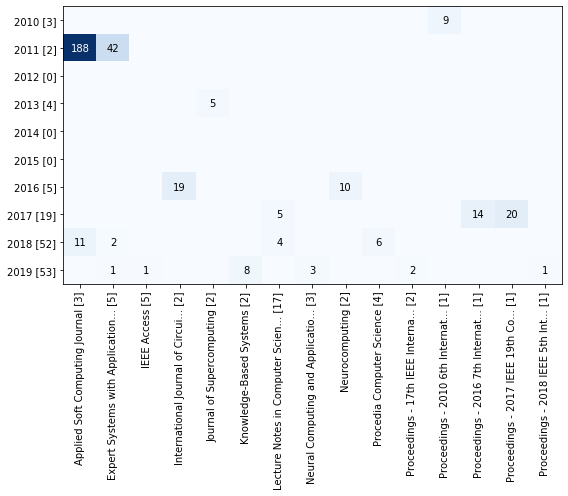 2010 [3] 9
2011 [2] 188 42
2012 [0]
2013 [4] 5
2014 [0]
2015 [0]
2016 [5] 19 10
2017 [19] 5 14 20
2018 [52] 11 2 4 6
2019 [53] 1 1 8 3 2 1
Applied Soft Computing Journal [3]
Expert Systems with Application... [5]
IEEE Access [5]
International Journal of Circui... [2]
Journal of Supercomputing [2]
Knowledge-Based Systems [2]
Lecture Notes in Computer Scien... [17]
Neural Computing and Applicatio... [3]
Neurocomputing [2]
Procedia Computer Science [4]
Proceedings - 17th IEEE Interna... [2]
Proceedings - 2010 6th Internat... [1]
Proceedings - 2016 7th Internat... [1]
Proceedings - 2017 IEEE 19th Co... [1]
Proceedings - 2018 IEEE 5th Int... [1]